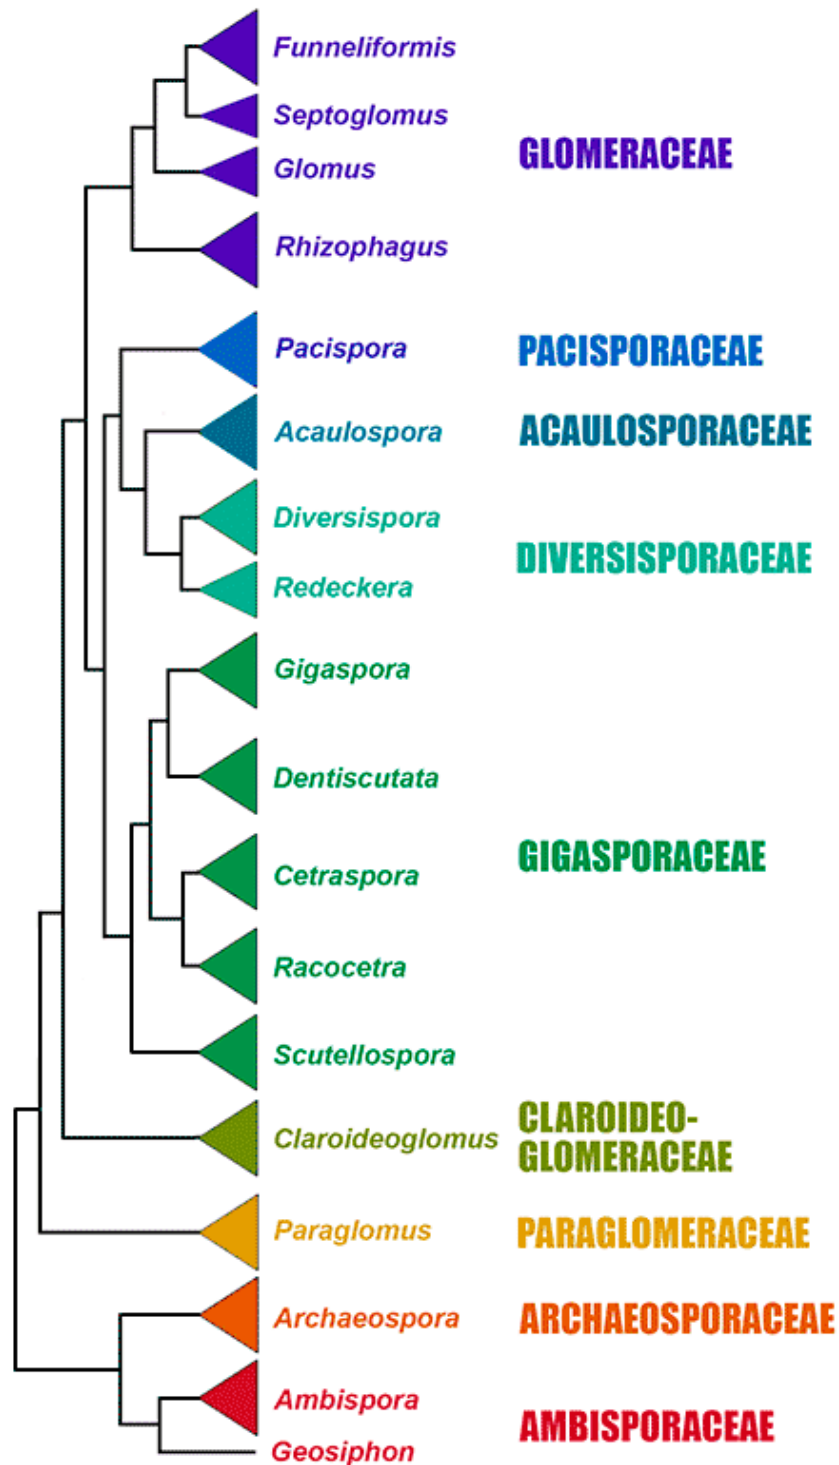 Funneliformis
Septoglomus
GLOMERACEAE
Glomus
Rhizophagus
Pacispora
PACISPORACEAE
Acaulospora
ACAULOSPORACEAE
Diversispora
DIVERSISPORACEAE
Redeckera
Gigaspora
Dentiscutata
GIGASPORACEAE
Cetraspora
Racocetra
Scutellospora
Claroideoglomus
CLAROIDEO-
GLOMERACEAE
Paraglomus
PARAGLOMERACEAE
Archaeospora
ARCHAEOSPORACEAE
Ambispora
AMBISPORACEAE
Geosiphon